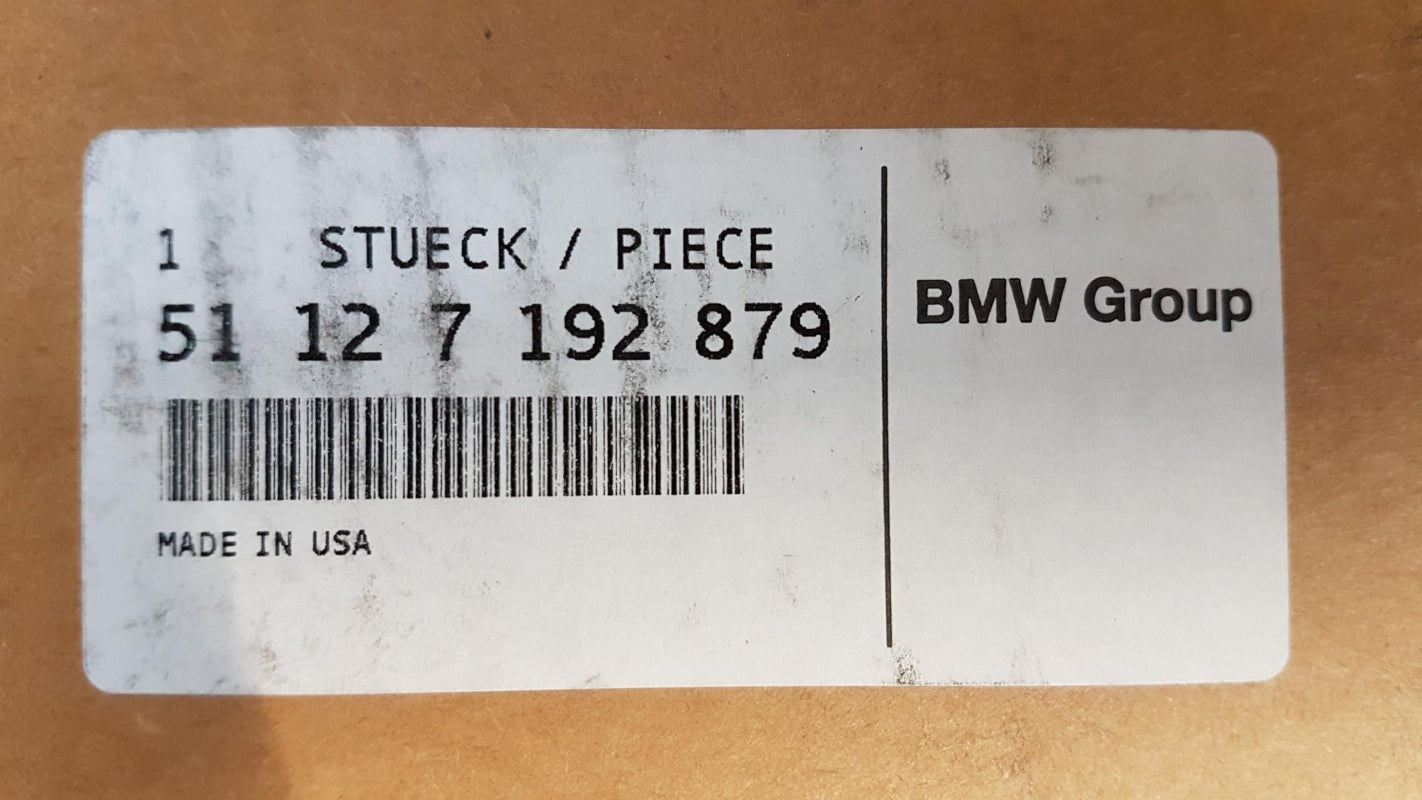 1 STUECK / PIECE
51 12 7 192 879
MADE IN USA
BMW Group